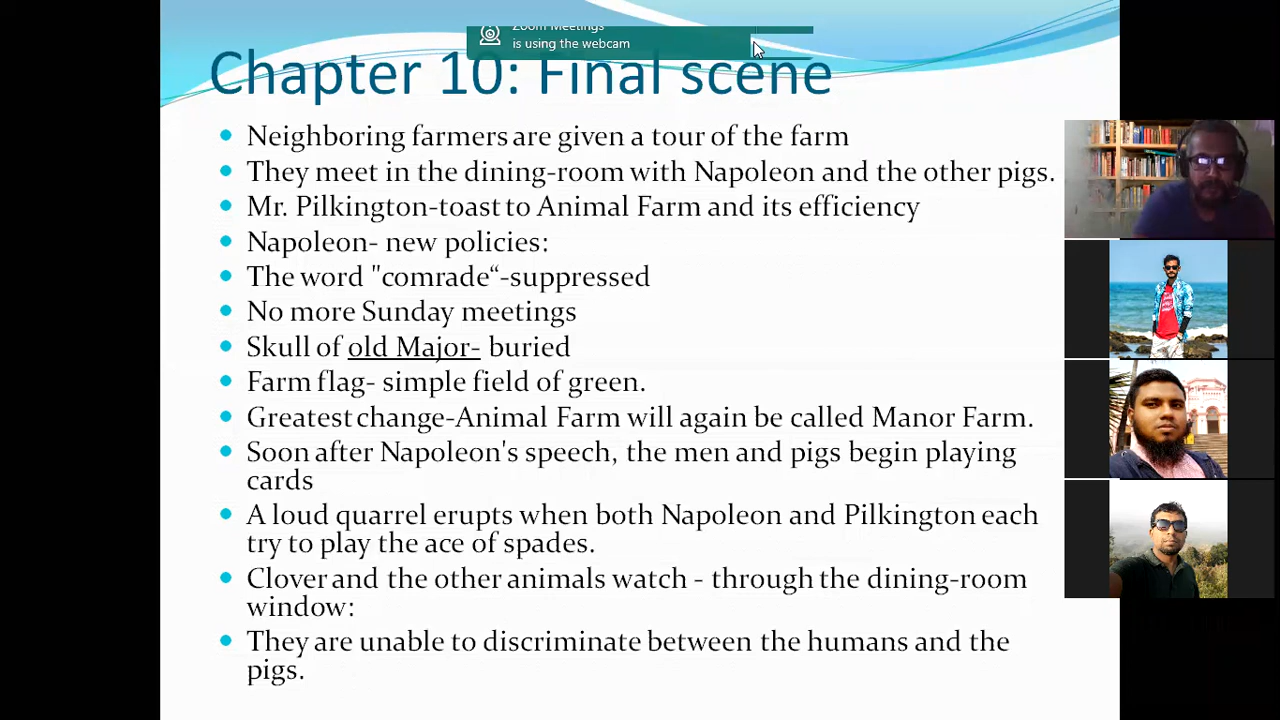 Zoom Meetings
is using the webcam
Chapter 10: Final scene
Neighboring farmers are given a tour of the farm
They meet in the dining-room with Napoleon and the other pigs.
Mr. Pilkington-toast to Animal Farm and its efficiency
Napoleon- new policies:
The word "comrade“-suppressed
No more Sunday meetings
Skull of old Major- buried
Farm flag- simple field of green.
Greatest change-Animal Farm will again be called Manor Farm.
Soon after Napoleon's speech, the men and pigs begin playing
cards
A loud quarrel erupts when both Napoleon and Pilkington each
try to play the ace of spades.
Clover and the other animals watch - through the dining-room
window:
They are unable to discriminate between the humans and the
pigs.